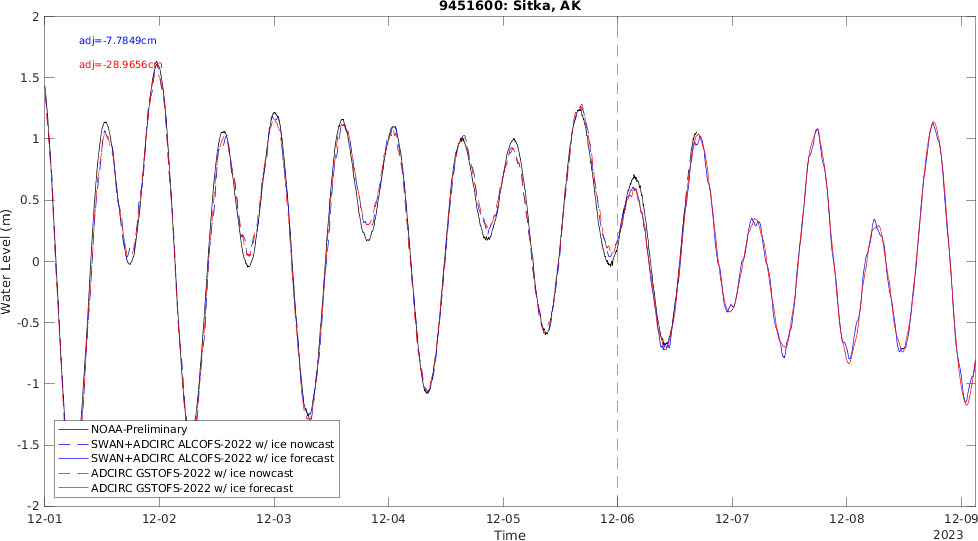 9451600: Sitka, AK
adj=-7.7849cm
adj=-28.9656cm
2
1.5
1
0.5
0
-0.5
-1
-1.5
-2
Water Level (m)
NOAA-Preliminary
SWAN+ADCIRC ALCOFS-2022 w/ ice nowcast
SWAN+ADCIRC ALCOFS-2022 w/ ice forecast
ADCIRC GSTOFS-2022 w/ ice nowcast
ADCIRC GSTOFS-2022 w/ ice forecast
12-01 12-02 12-03 12-04 12-05 12-06 12-07 12-08 12-09
Time
2023